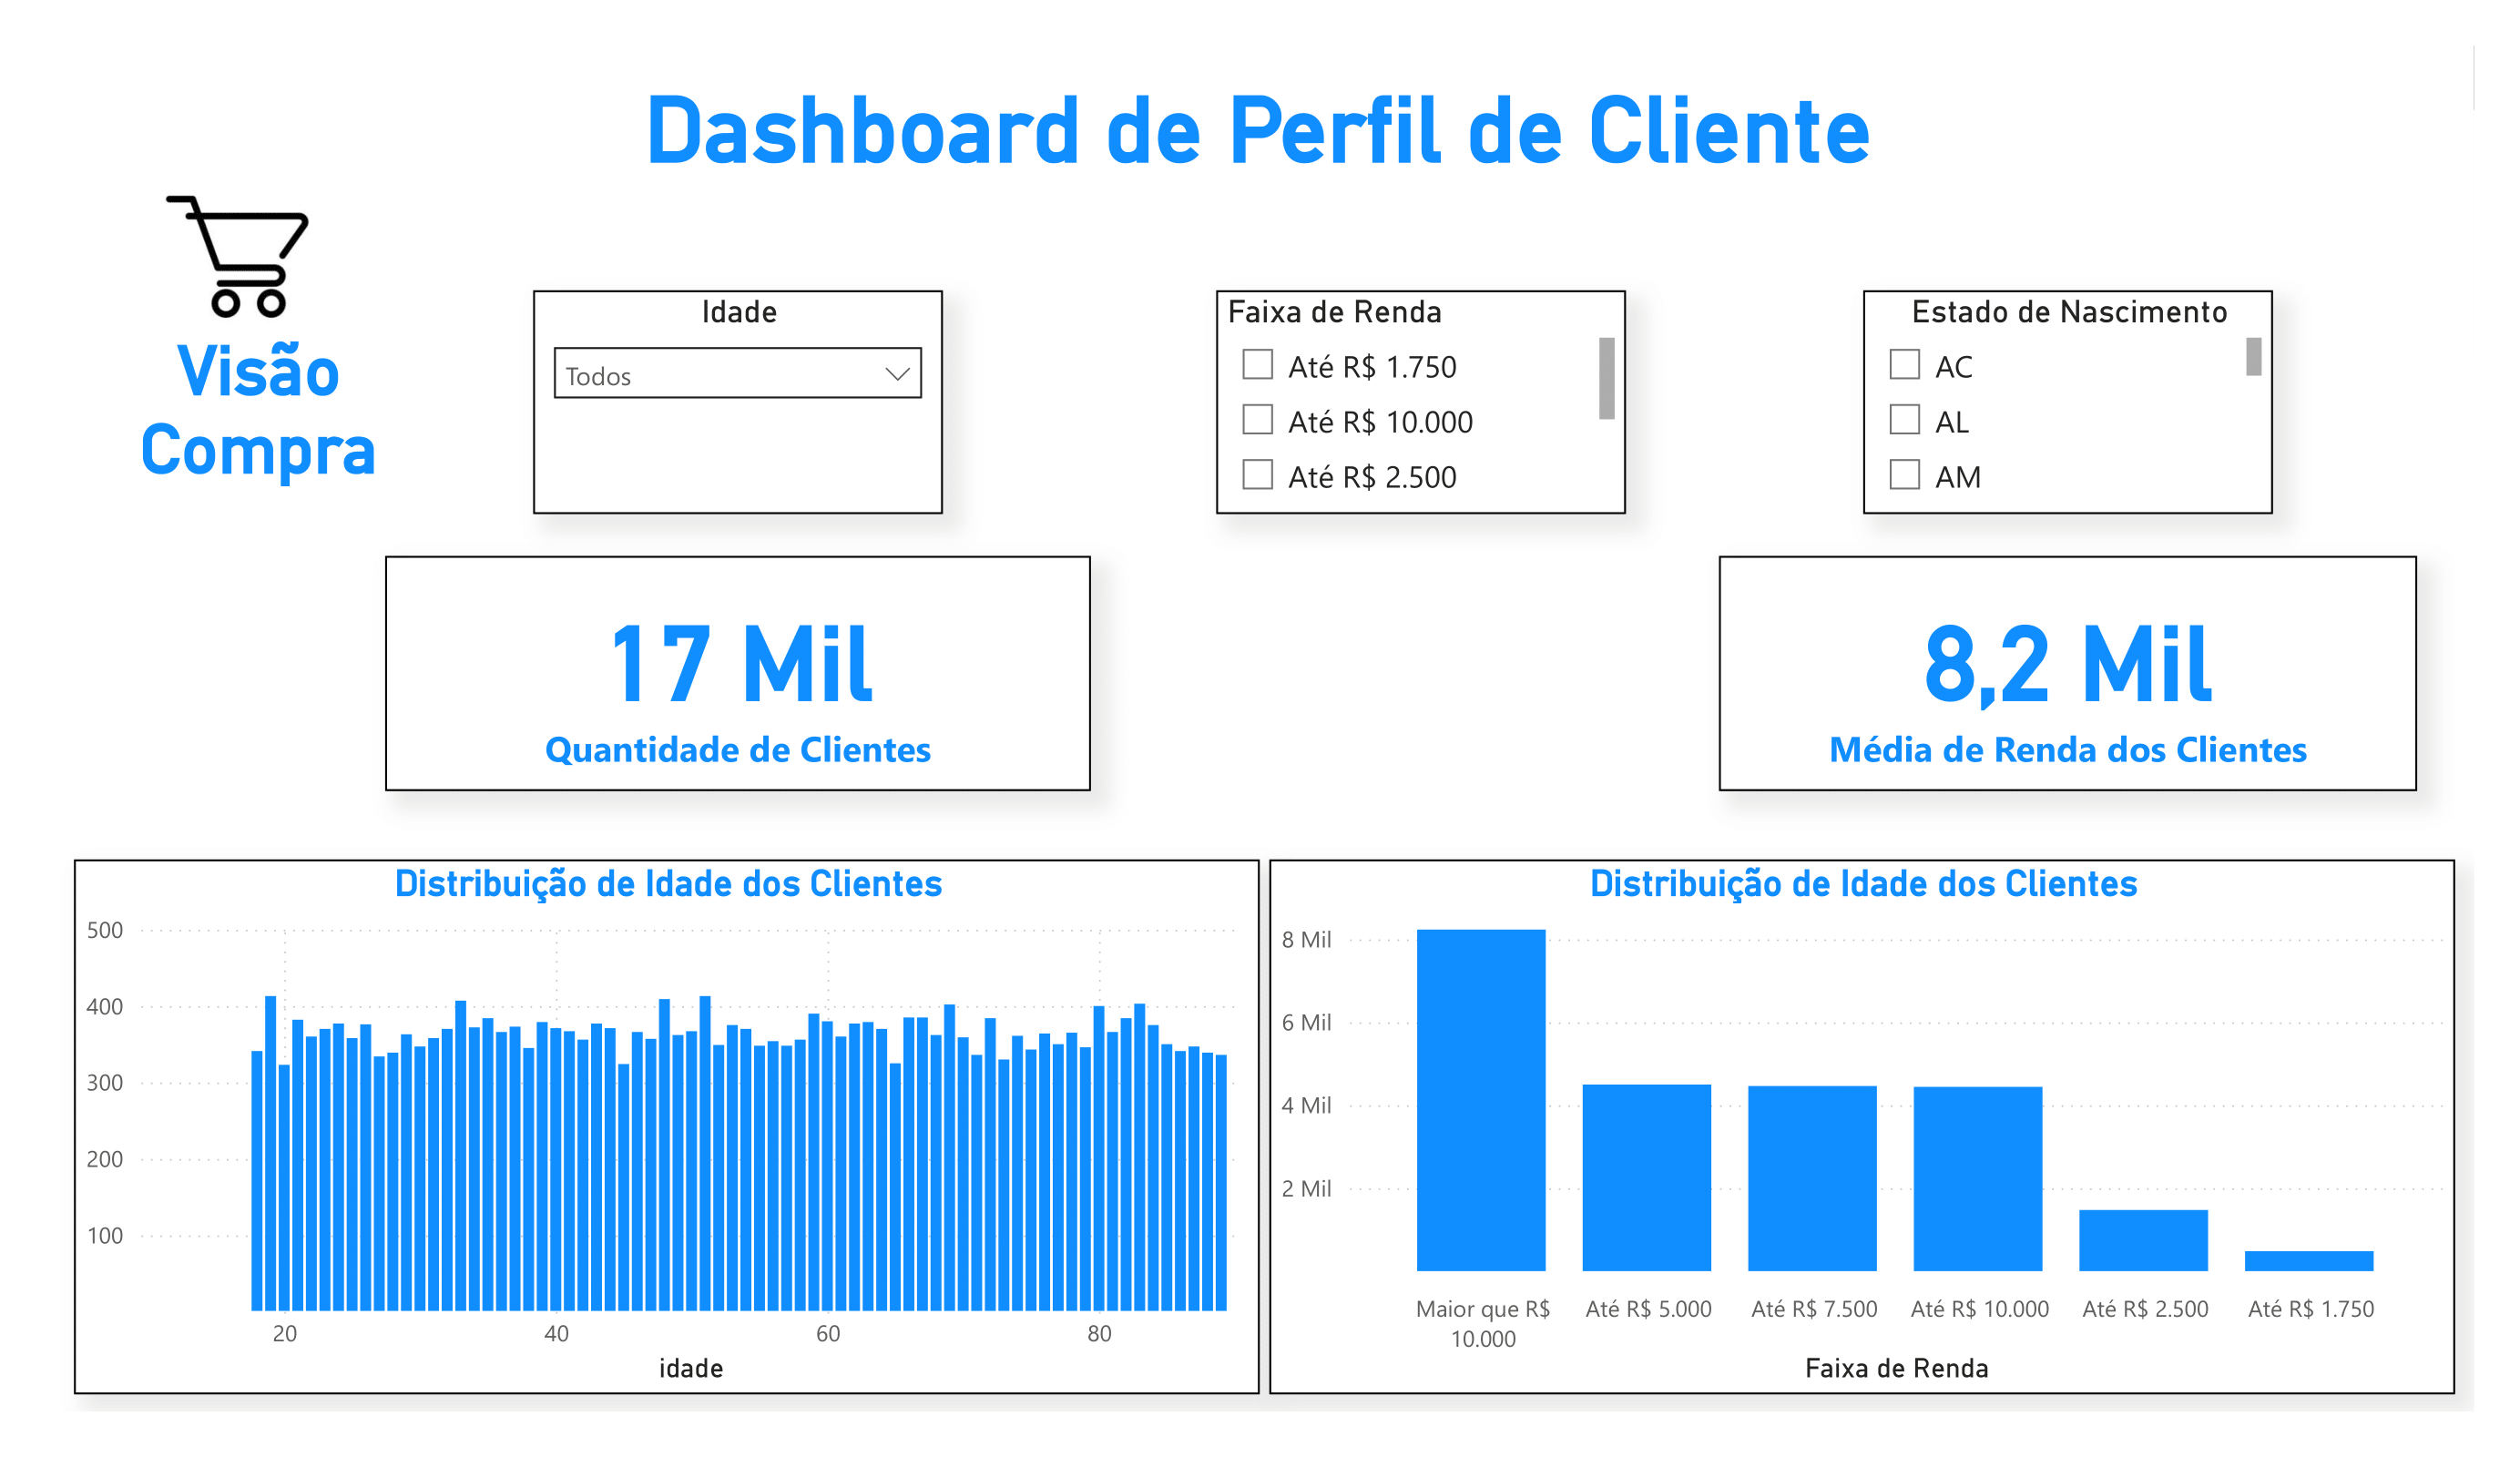 Dashboard de Perfil de Cliente
Visão
Compra
Idade
Todos
Faixa de Renda
Até R$ 1.750
Até R$ 10.000
Até R$ 2.500
Estado de Nascimento
AC
AL
AM
17 Mil
Quantidade de Clientes
8,2 Mil
Média de Renda dos Clientes
Distribuição de Idade dos Clientes
500
400
300
200
100
20 40 60 80
idade
Distribuição de Idade dos Clientes
8 Mil
6 Mil
4 Mil
2 Mil
Maior que R$ Até R$ 5.000 Até R$ 7.500 Até R$ 10.000 Até R$ 2.500 Até R$ 1.750
10.000
Faixa de Renda